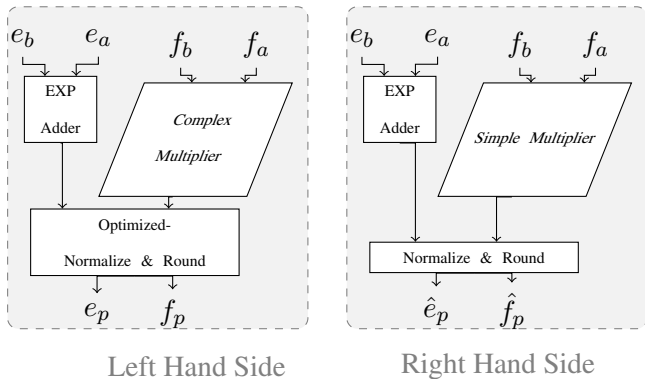 e_b e_a f_b f_a
EXP
Adder
Complex
Multiplier
Optimized-
Normalize & Round
e_p f_p
Left Hand Side
e_b e_a f_b f_a
EXP
Adder
Simple Multiplier
Normalize & Round
ê_p f̂_p
Right Hand Side